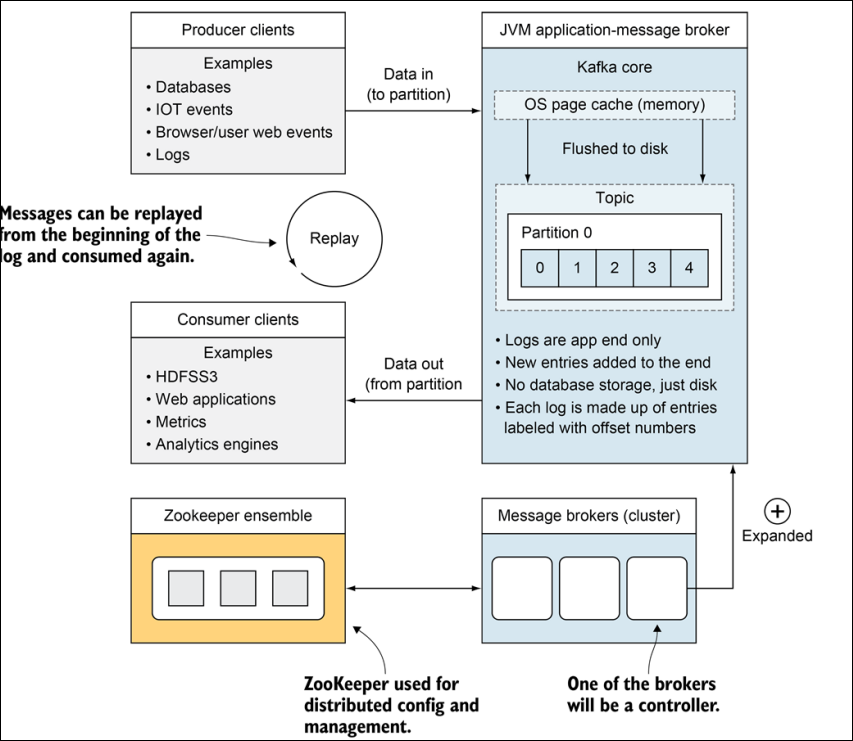 Producer clients
Examples
• Databases
• IOT events
• Browser/user web events
• Logs
Data in
(to partition)
JVM application-message broker
Kafka core
OS page cache (memory)
Flushed to disk
Topic
Partition 0
0 1 2 3 4
• Logs are app end only
• New entries added to the end
• No database storage, just disk
• Each log is made up of entries
labeled with offset numbers
Messages can be replayed
from the beginning of the
log and consumed again.
Replay
Consumer clients
Examples
• HDFSS3
• Web applications
• Metrics
• Analytics engines
Data out
(from partition
Zookeeper ensemble
Message brokers (cluster)
+
Expanded
ZooKeeper used for
distributed config and
management.
One of the brokers
will be a controller.